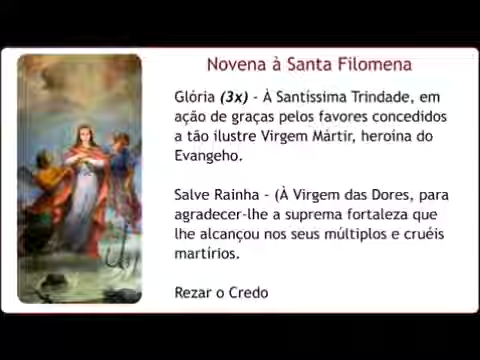 Novena à Santa Filomena
Glória (3x) - À Santíssima Trindade, em
ação de graças pelos favores concedidos
a tão ilustre Virgem Mártir, heroína do
Evangeho.
Salve Rainha - (À Virgem das Dores, para
agradecer-lhe a suprema fortaleza que
lhe alcançou nos seus múltiplos e cruéis
martírios.
Rezar o Credo